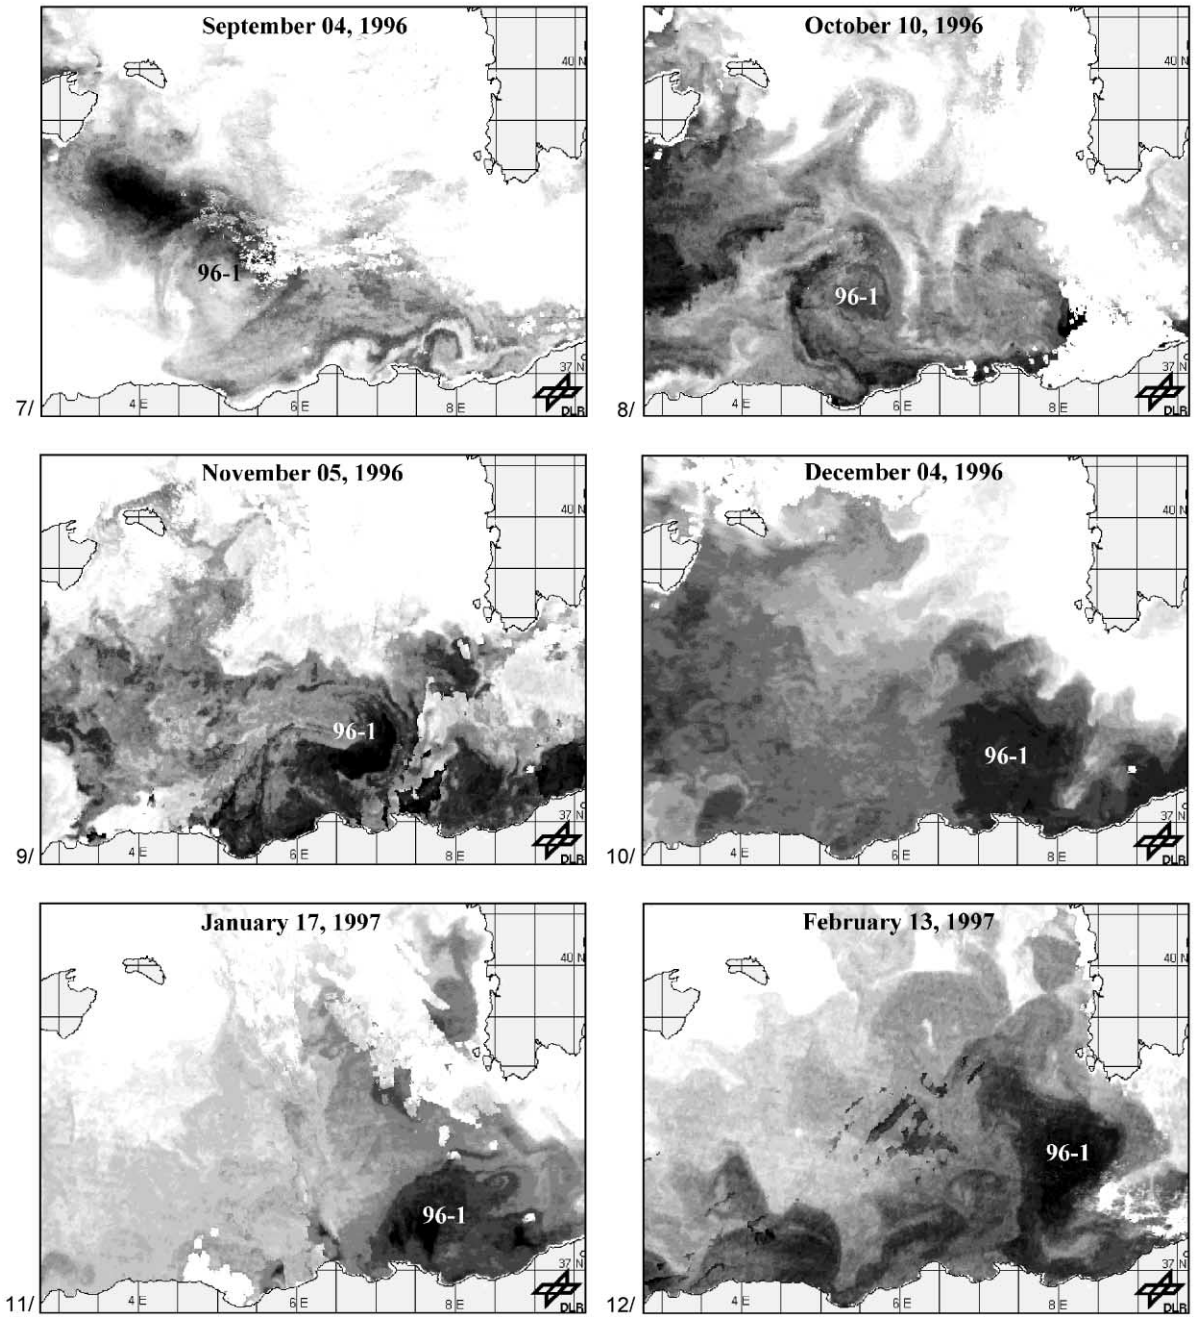 September 04, 1996
40 N
96-1
37 N
4 E
6 E
8 E
DLR
7/
October 10, 1996
40 N
96-1
37 N
4 E
6 E
8 E
DLR
8/
November 05, 1996
40 N
96-1
37 N
4 E
6 E
8 E
DLR
9/
December 04, 1996
40 N
96-1
37 N
4 E
6 E
8 E
DLR
10/
January 17, 1997
40 N
96-1
37 N
4 E
6 E
8 E
DLR
11/
February 13, 1997
40 N
96-1
37 N
4 E
6 E
8 E
DLR
12/